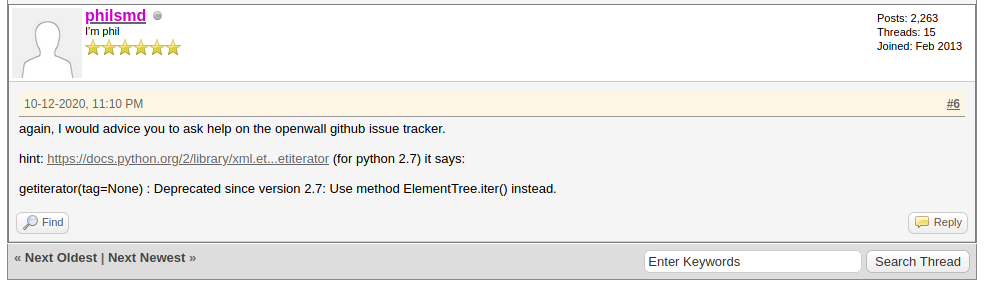 philsmd
I'm phil
Posts: 2,263
Threads: 15
Joined: Feb 2013
10-12-2020, 11:10 PM #6
again, I would advice you to ask help on the openwall github issue tracker.
hint: https://docs.python.org/2/library/xml.et...etiterator (for python 2.7) it says:
getiterator(tag=None) : Deprecated since version 2.7: Use method ElementTree.iter() instead.
Find Reply
« Next Oldest | Next Newest » Enter Keywords Search Thread